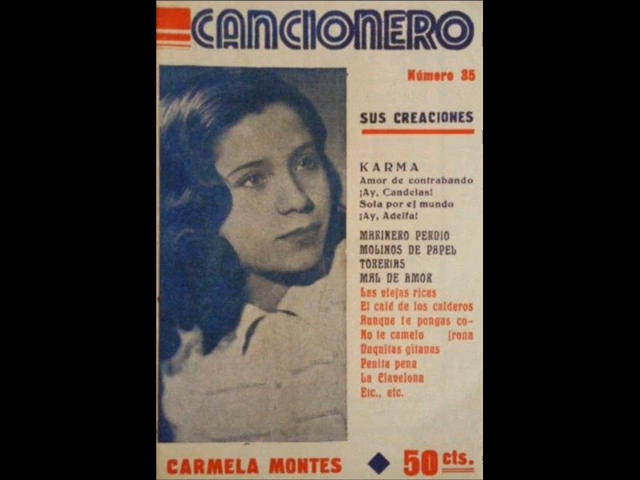 CANCIONERO
Número 35
SUS CREACIONES
KARMA
Amor de contrabando
¡Ay, Candelas!
Sola por el mundo
¡Ay, Adelfa!
MARINERO PERDIO
MOLINOS DE PAPEL
TORERIAS
MAL DE AMOR
Las viejas ricas
El café de los calderos
Aunque te pongas co-
No te camelo [rona
Duquitas gitanas
Penita pena
La Clavelona
Etc., etc.
CARMELA MONTES ◆ 50 cts.